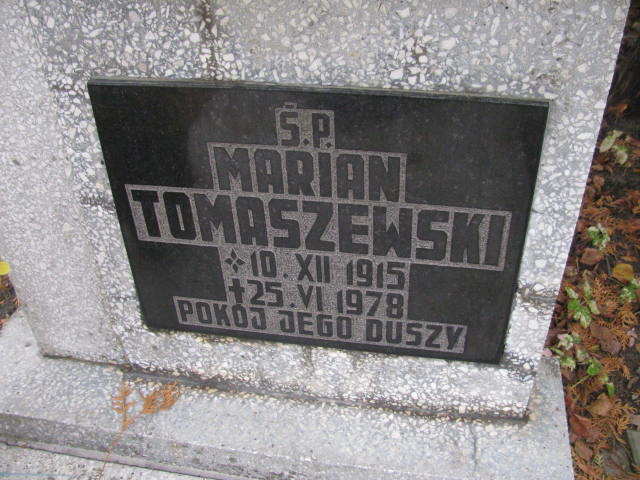 Ś.P.
MARIAN
TOMASZEWSKI
10.XII 1915
✝25.VI 1978
POKÓJ JEGO DUSZY